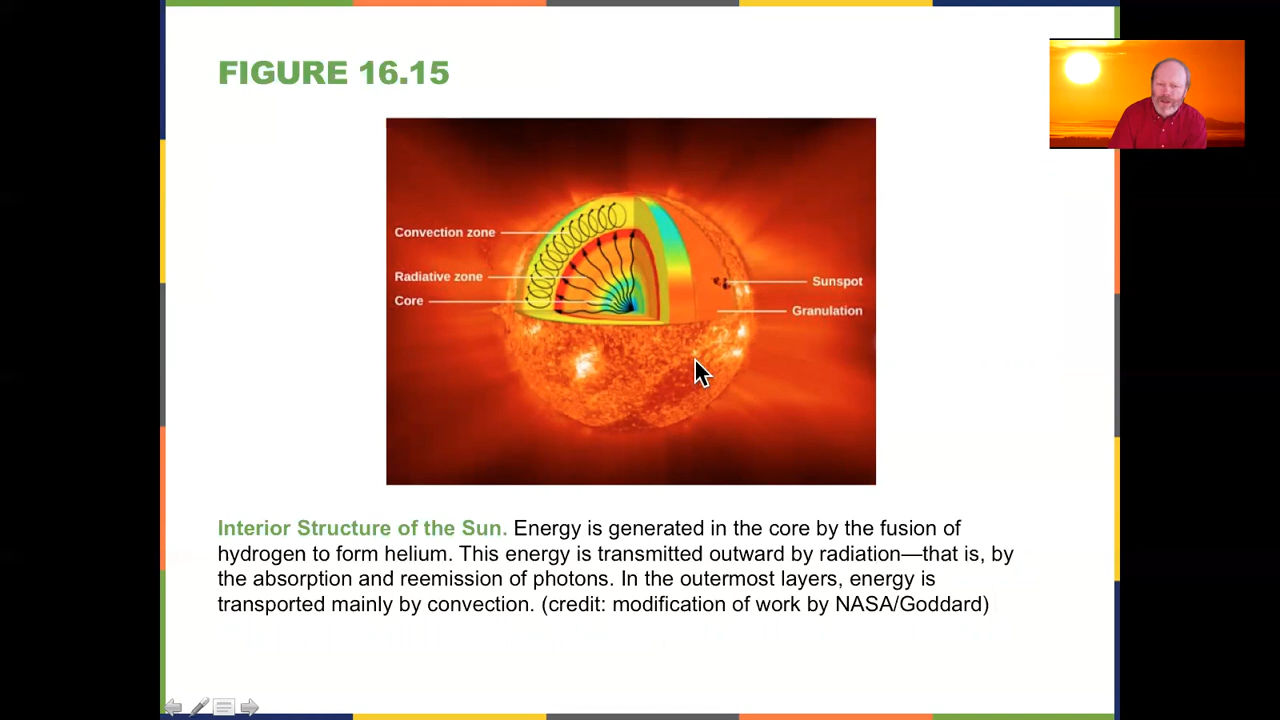 FIGURE 16.15
Convection zone
Radiative zone
Core
Sunspot
Granulation
Interior Structure of the Sun. Energy is generated in the core by the fusion of
hydrogen to form helium. This energy is transmitted outward by radiation—that is, by
the absorption and reemission of photons. In the outermost layers, energy is
transported mainly by convection. (credit: modification of work by NASA/Goddard)